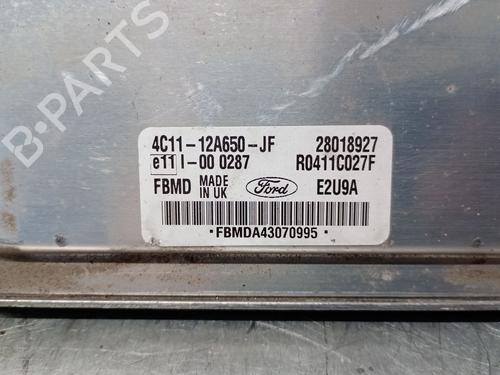 B-PARTS
4C11-12A650-JF 28018927
e11 I-00 0287 R0411C027F
FBMD MADE IN UK Ford E2U9A
• FBMDA43070995 •